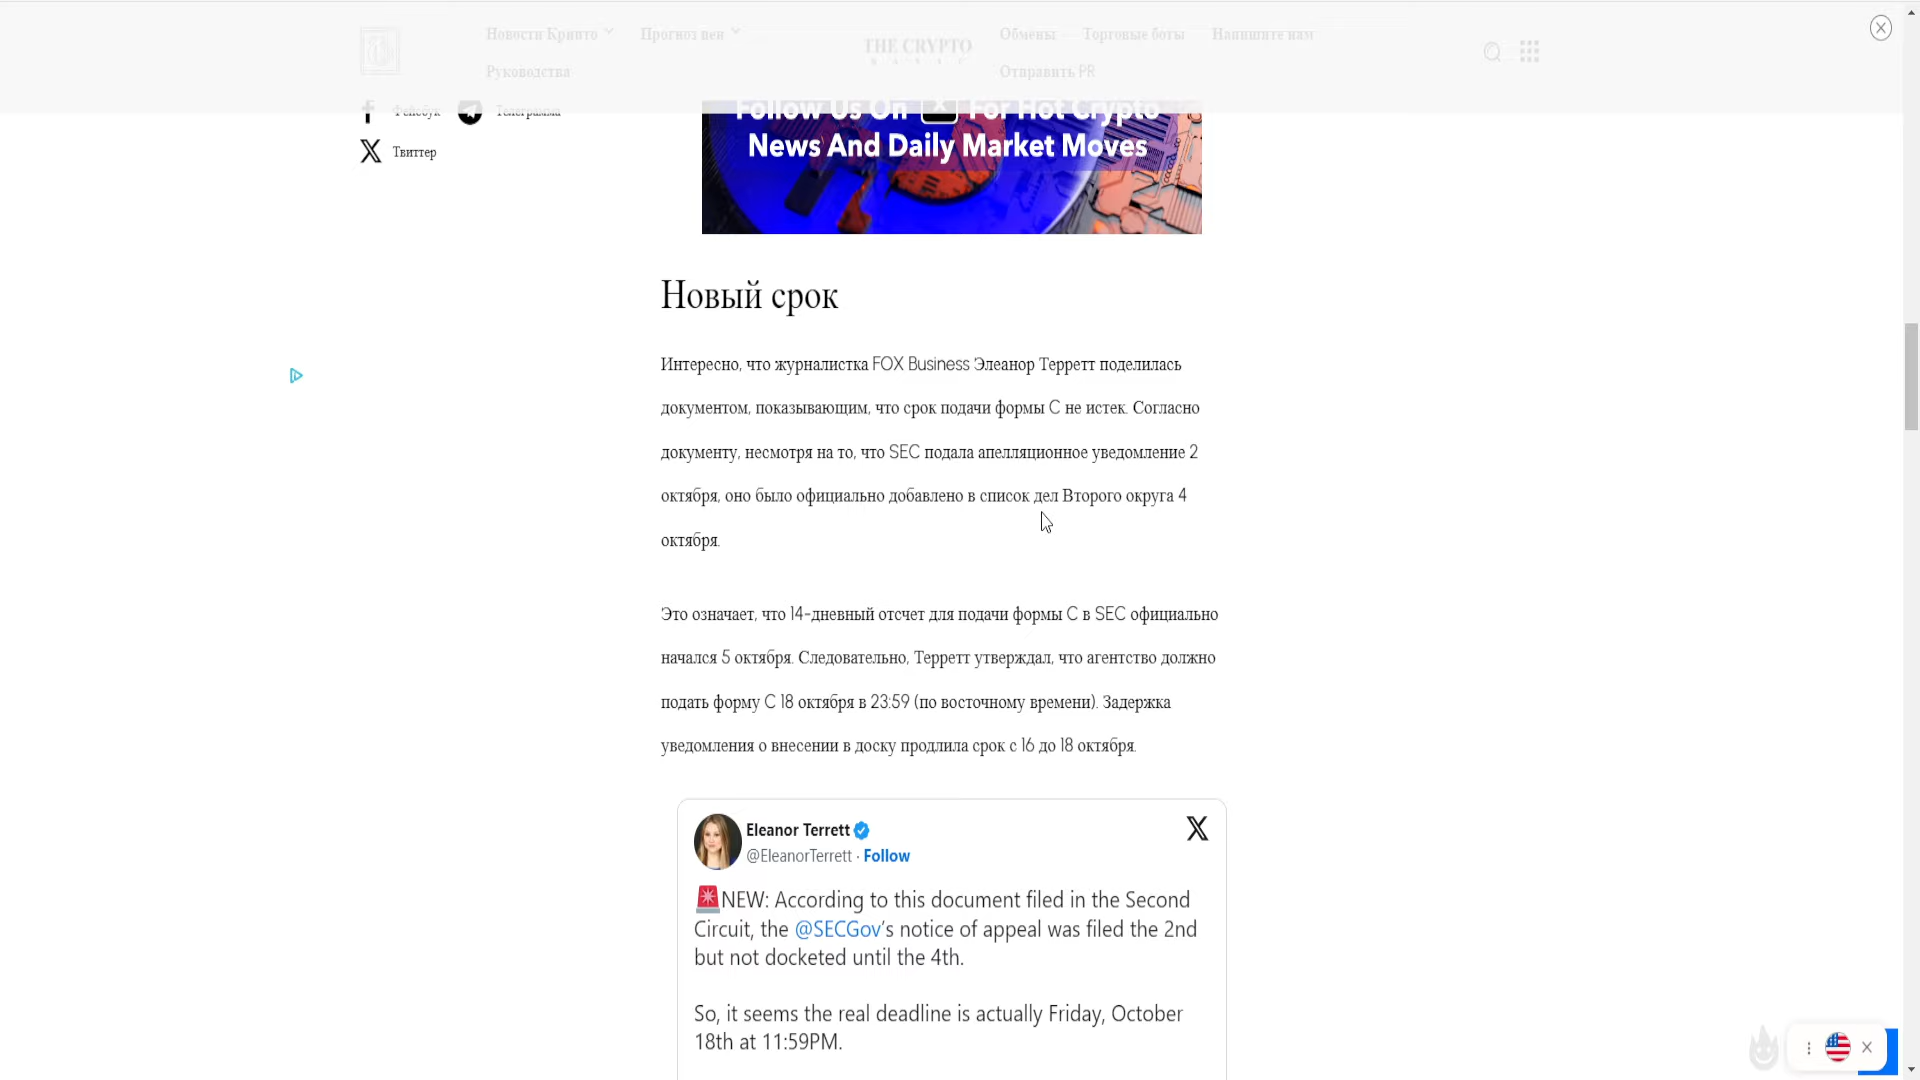 Новости Крипто
Прогноз цен
THE CRYPTO
BASIC
Обмены
Торговые боты
Напишите нам
Руководства
Отправить PR
Фейсбук
Телеграмма
Твиттер
Follow Us On X For Hot Crypto
News And Daily Market Moves
Новый срок
Интересно, что журналистка FOX Business Элеанор Терретт поделилась
документом, показывающим, что срок подачи формы C не истек. Согласно
документу, несмотря на то, что SEC подала апелляционное уведомление 2
октября, оно было официально добавлено в список дел Второго округа 4
октября.
Это означает, что 14-дневный отсчет для подачи формы C в SEC официально
начался 5 октября. Следовательно, Терретт утверждал, что агентство должно
подать форму C 18 октября в 23:59 (по восточному времени). Задержка
уведомления о внесении в доску продлила срок с 16 до 18 октября.
Eleanor Terrett
@EleanorTerrett · Follow
🚨NEW: According to this document filed in the Second
Circuit, the @SECGov's notice of appeal was filed the 2nd
but not docketed until the 4th.
So, it seems the real deadline is actually Friday, October
18th at 11:59PM.